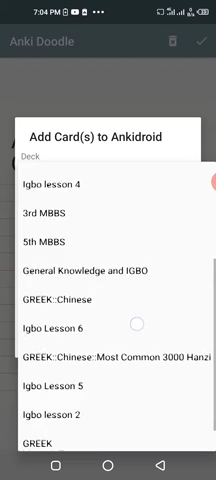 7:04 PM
Anki Doodle
Add Card(s) to Ankidroid
Deck
Igbo lesson 4
3rd MBBS
5th MBBS
General Knowledge and IGBO
GREEK::Chinese
Igbo Lesson 6
GREEK::Chinese::Most Common 3000 Hanzi
Igbo Lesson 5
Igbo lesson 2
GREEK